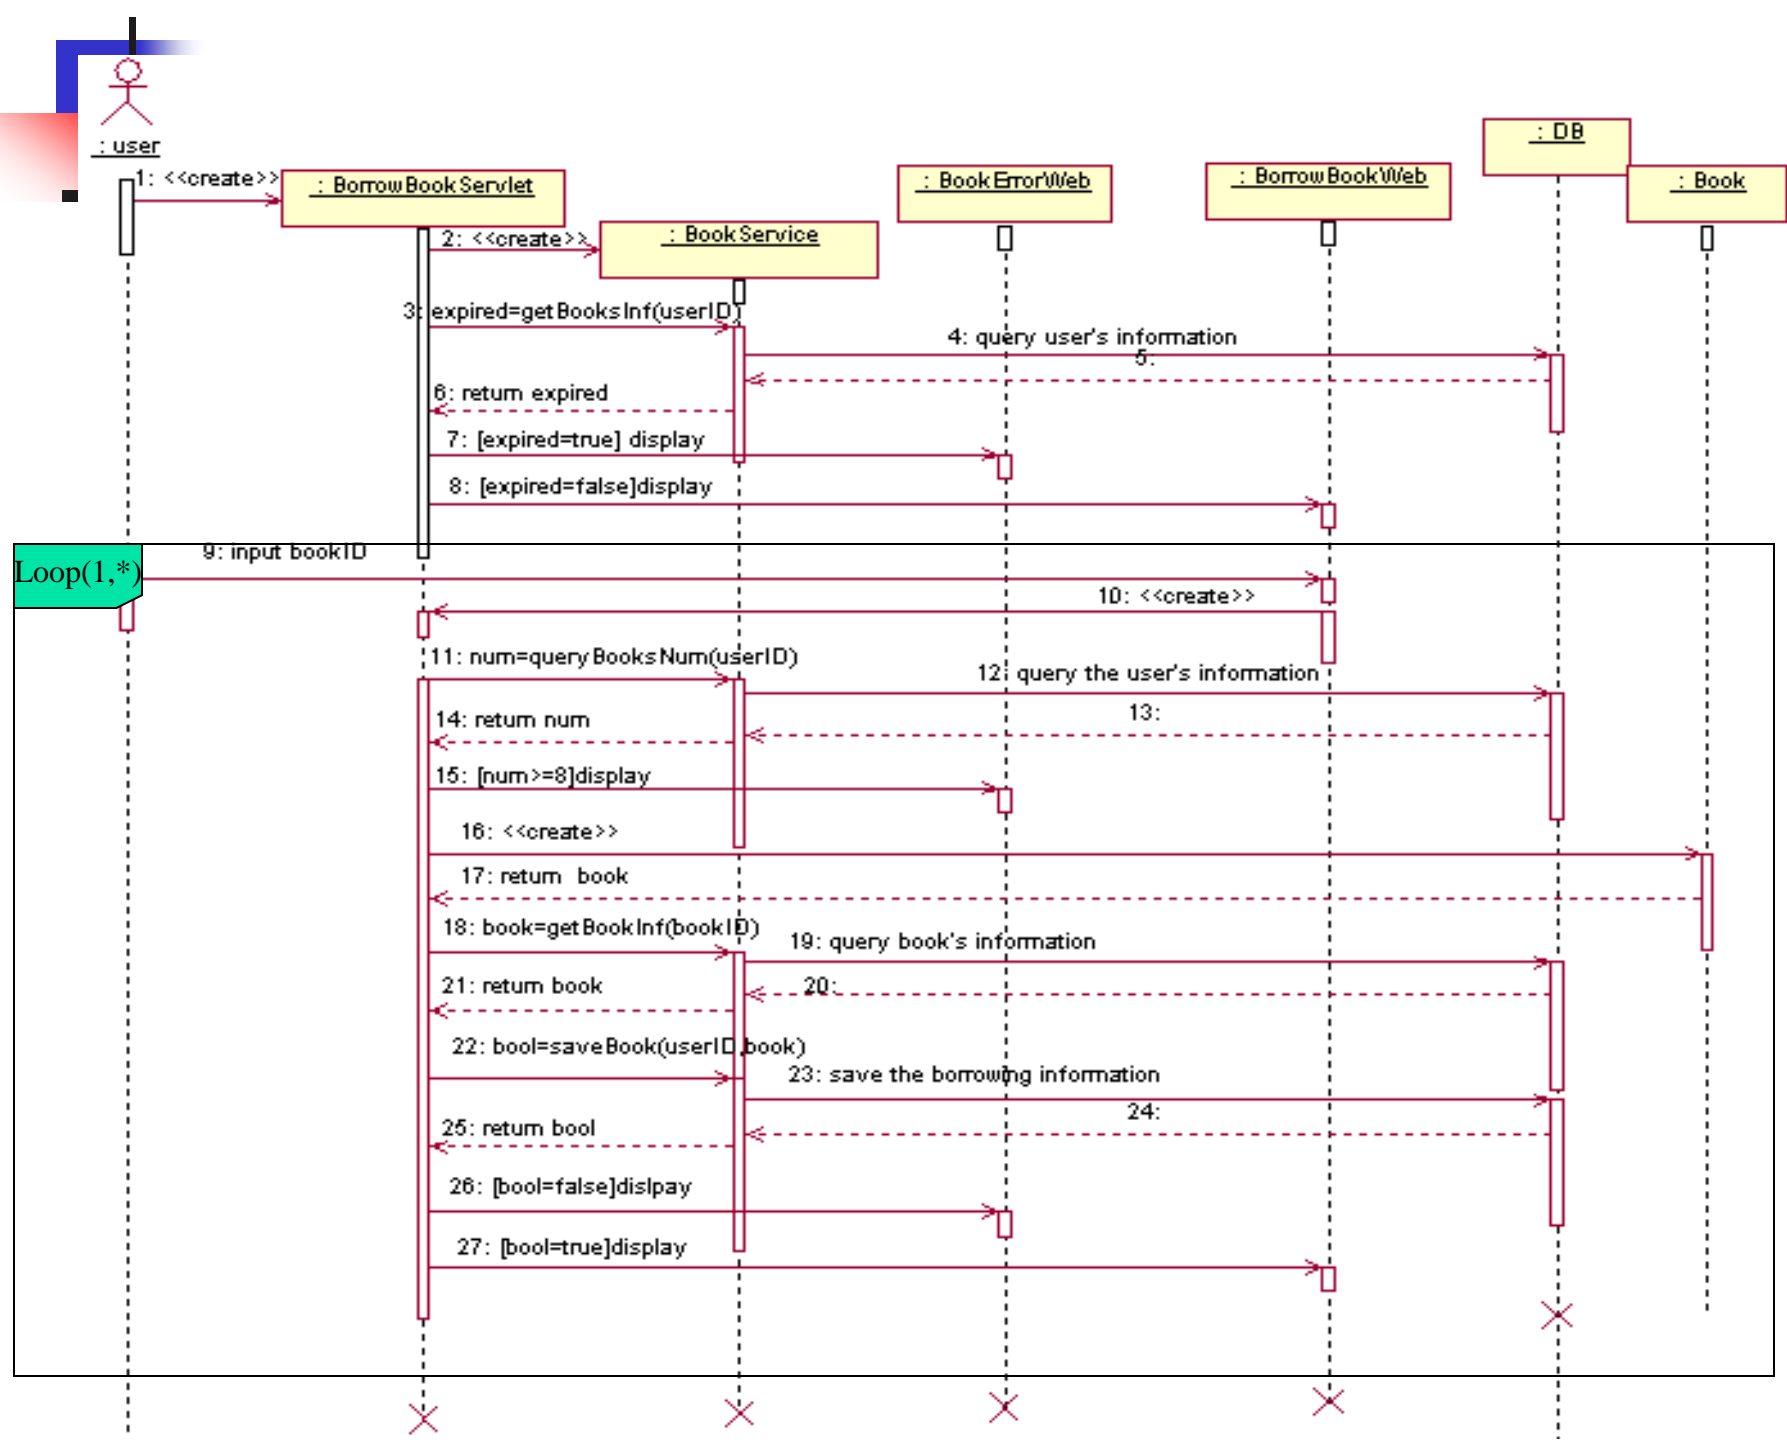 : user
: DB
1: <<create>>
: BorrowBookServlet
: BookErrorWeb
: BorrowBookWeb
: Book
2: <<create>>
: BookService
3: expired=getBooksInf(userID)
4: query user's information
5:
6: return expired
7: [expired=true] display
8: [expired=false]display
9: input bookID
Loop(1,*)
10: <<create>>
11: num=queryBooksNum(userID)
12: query the user's information
13:
14: return num
15: [num>=8]display
16: <<create>>
17: return  book
18: book=getBookInf(bookID)
19: query book's information
20:
21: return book
22: bool=saveBook(userID,book)
23: save the borrowing information
24:
25: return bool
26: [bool=false]dislpay
27: [bool=true]display